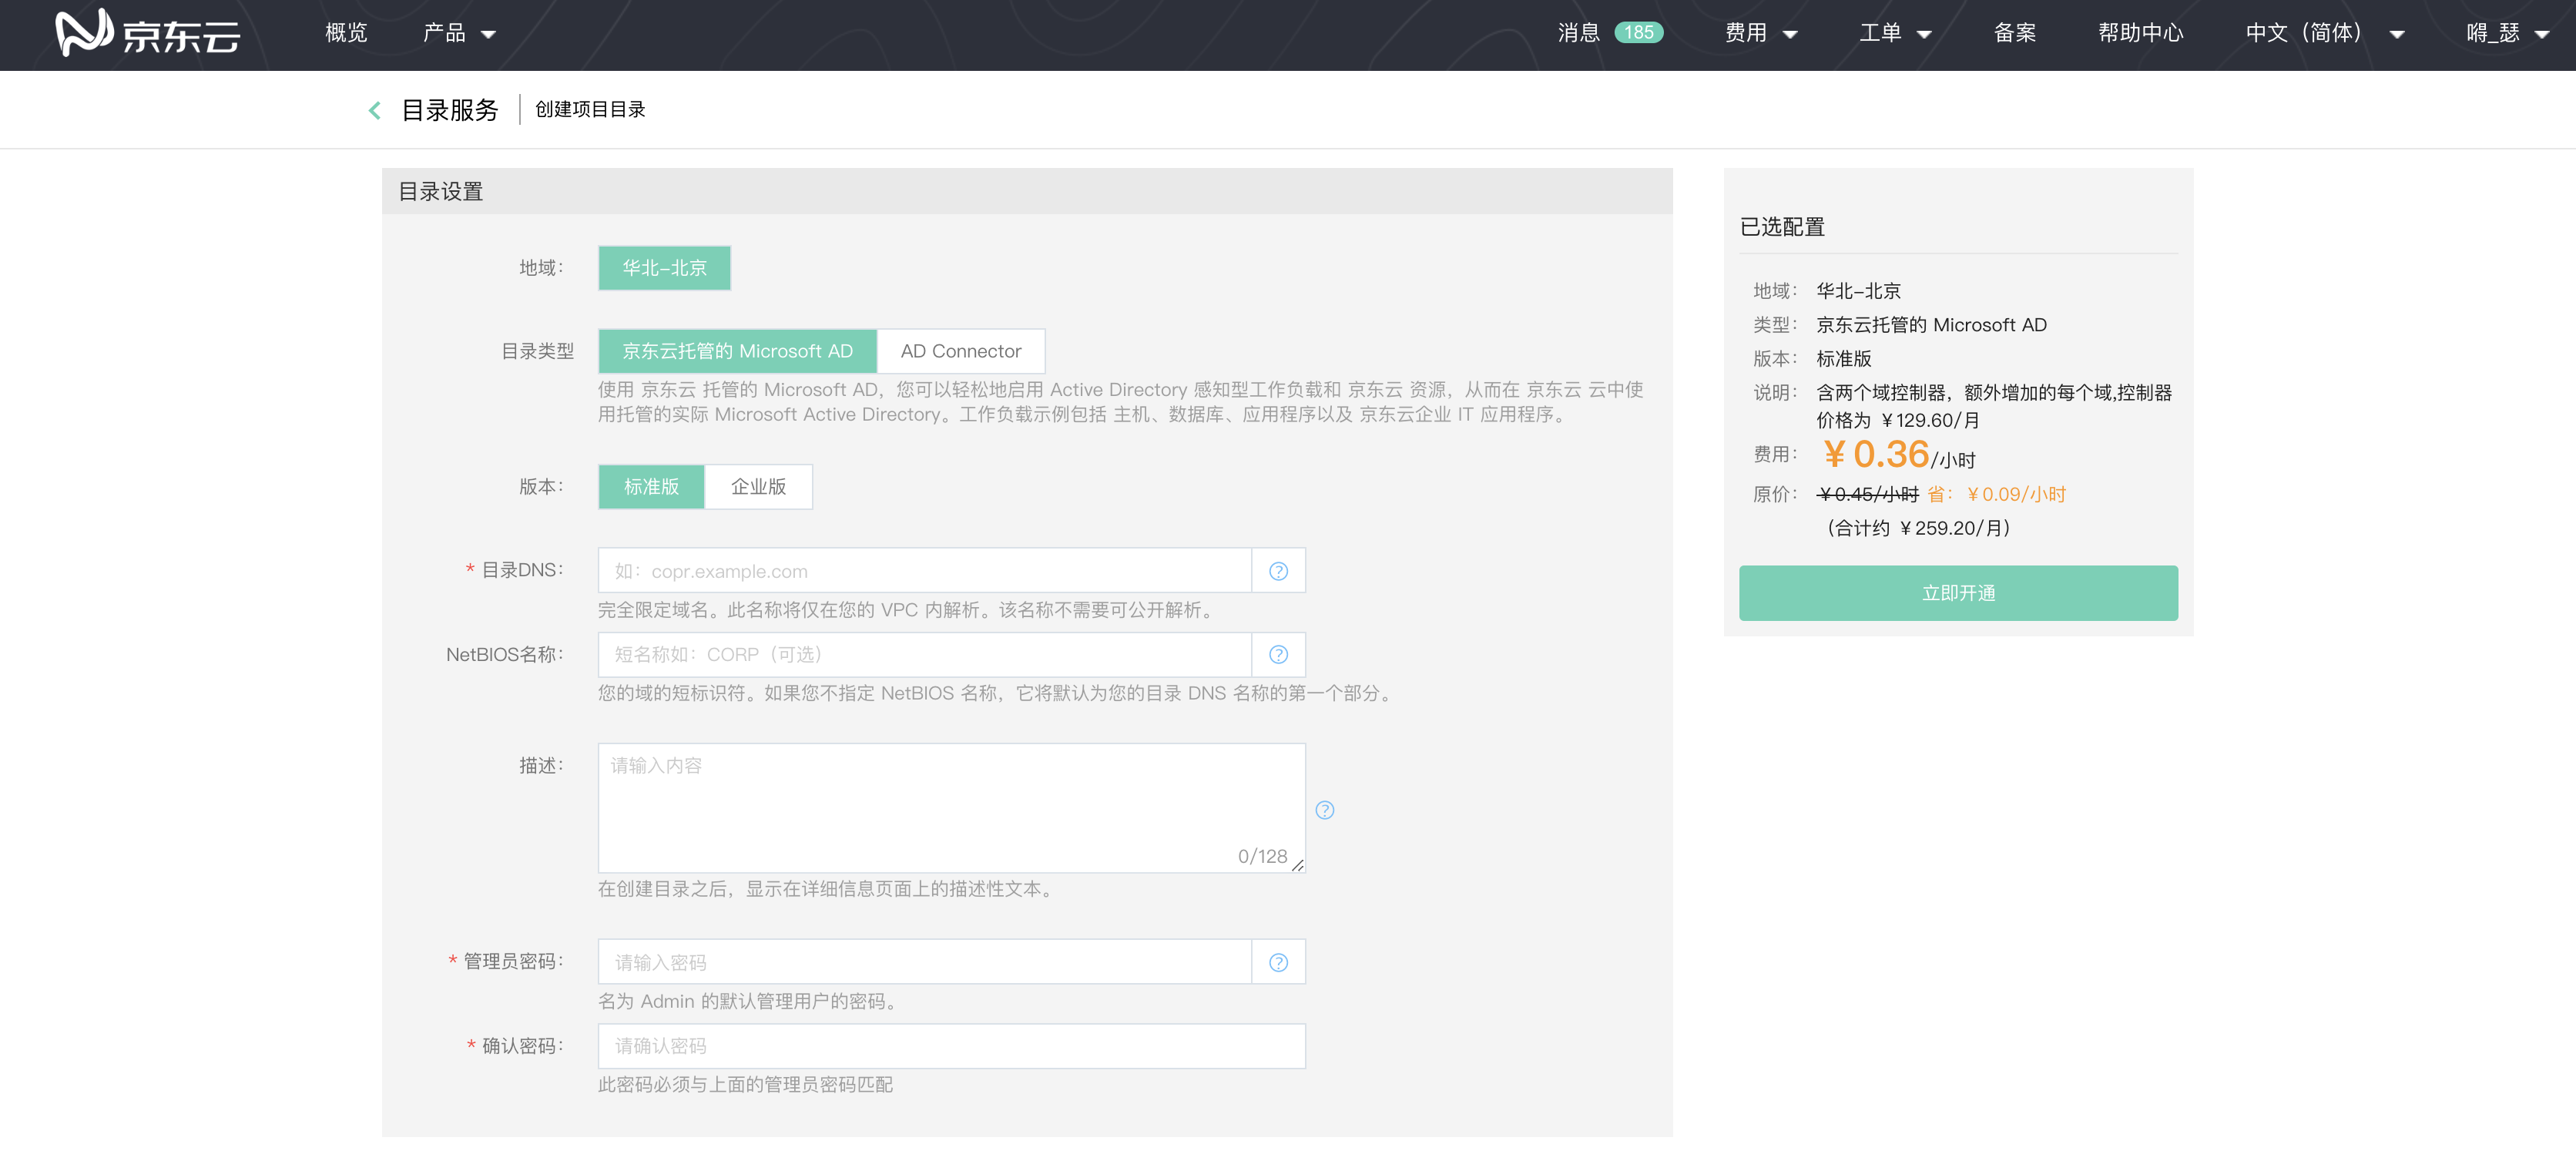 京东云 概览 产品 消息 185 费用 工单 备案 帮助中心 中文（简体） 嘚_瑟
目录服务 创建项目目录
目录设置
地域： 华北-北京
目录类型 京东云托管的 Microsoft AD AD Connector
使用 京东云 托管的 Microsoft AD，您可以轻松地启用 Active Directory 感知型工作负载和 京东云 资源，从而在 京东云 云中使
用托管的实际 Microsoft Active Directory。工作负载示例包括 主机、数据库、应用程序以及 京东云企业 IT 应用程序。
版本： 标准版 企业版
* 目录DNS： 如：copr.example.com
完全限定域名。此名称将仅在您的 VPC 内解析。该名称不需要可公开解析。
NetBIOS名称： 短名称如：CORP（可选）
您的域的短标识符。如果您不指定 NetBIOS 名称，它将默认为您的目录 DNS 名称的第一个部分。
描述： 请输入内容
0/128
在创建目录之后，显示在详细信息页面上的描述性文本。
* 管理员密码： 请输入密码
名为 Admin 的默认管理用户的密码。
* 确认密码： 请确认密码
此密码必须与上面的管理员密码匹配
已选配置
地域： 华北-北京
类型： 京东云托管的 Microsoft AD
版本： 标准版
说明： 含两个域控制器，额外增加的每个域,控制器
价格为 ￥129.60/月
费用： ￥0.36/小时
原价： ￥0.45/小时 省：￥0.09/小时
（合计约 ￥259.20/月）
立即开通